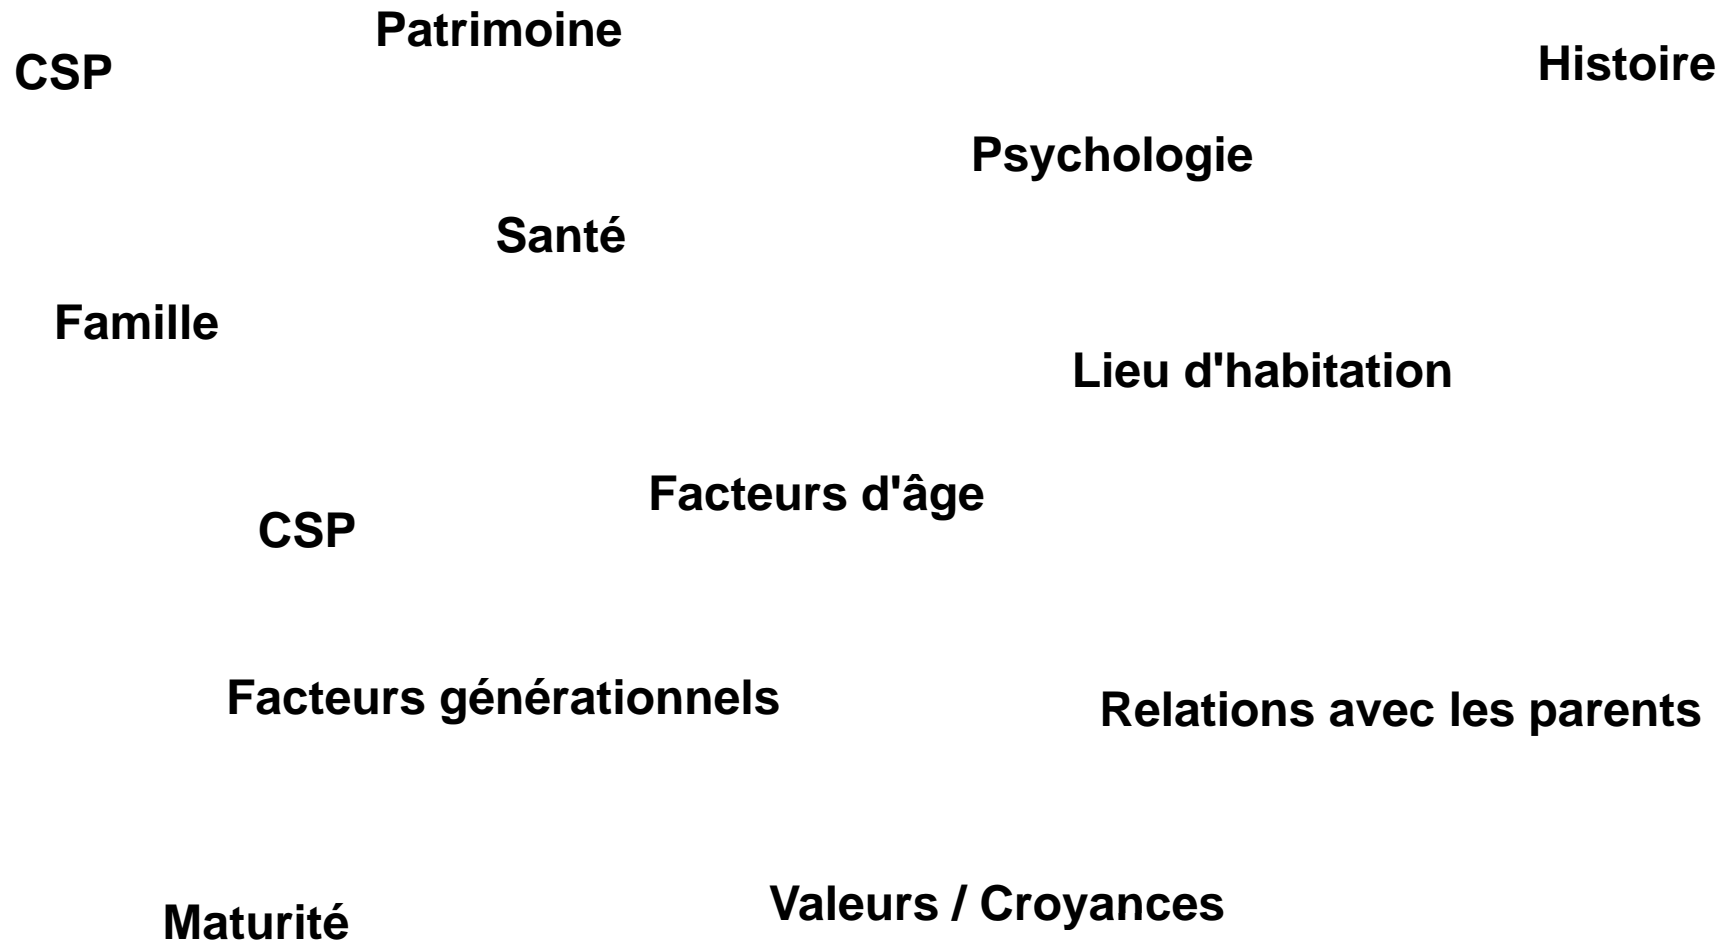 Patrimoine
CSP
Histoire
Psychologie
Santé
Famille
Lieu d'habitation
Facteurs d'âge
CSP
Facteurs générationnels
Relations avec les parents
Valeurs / Croyances
Maturité